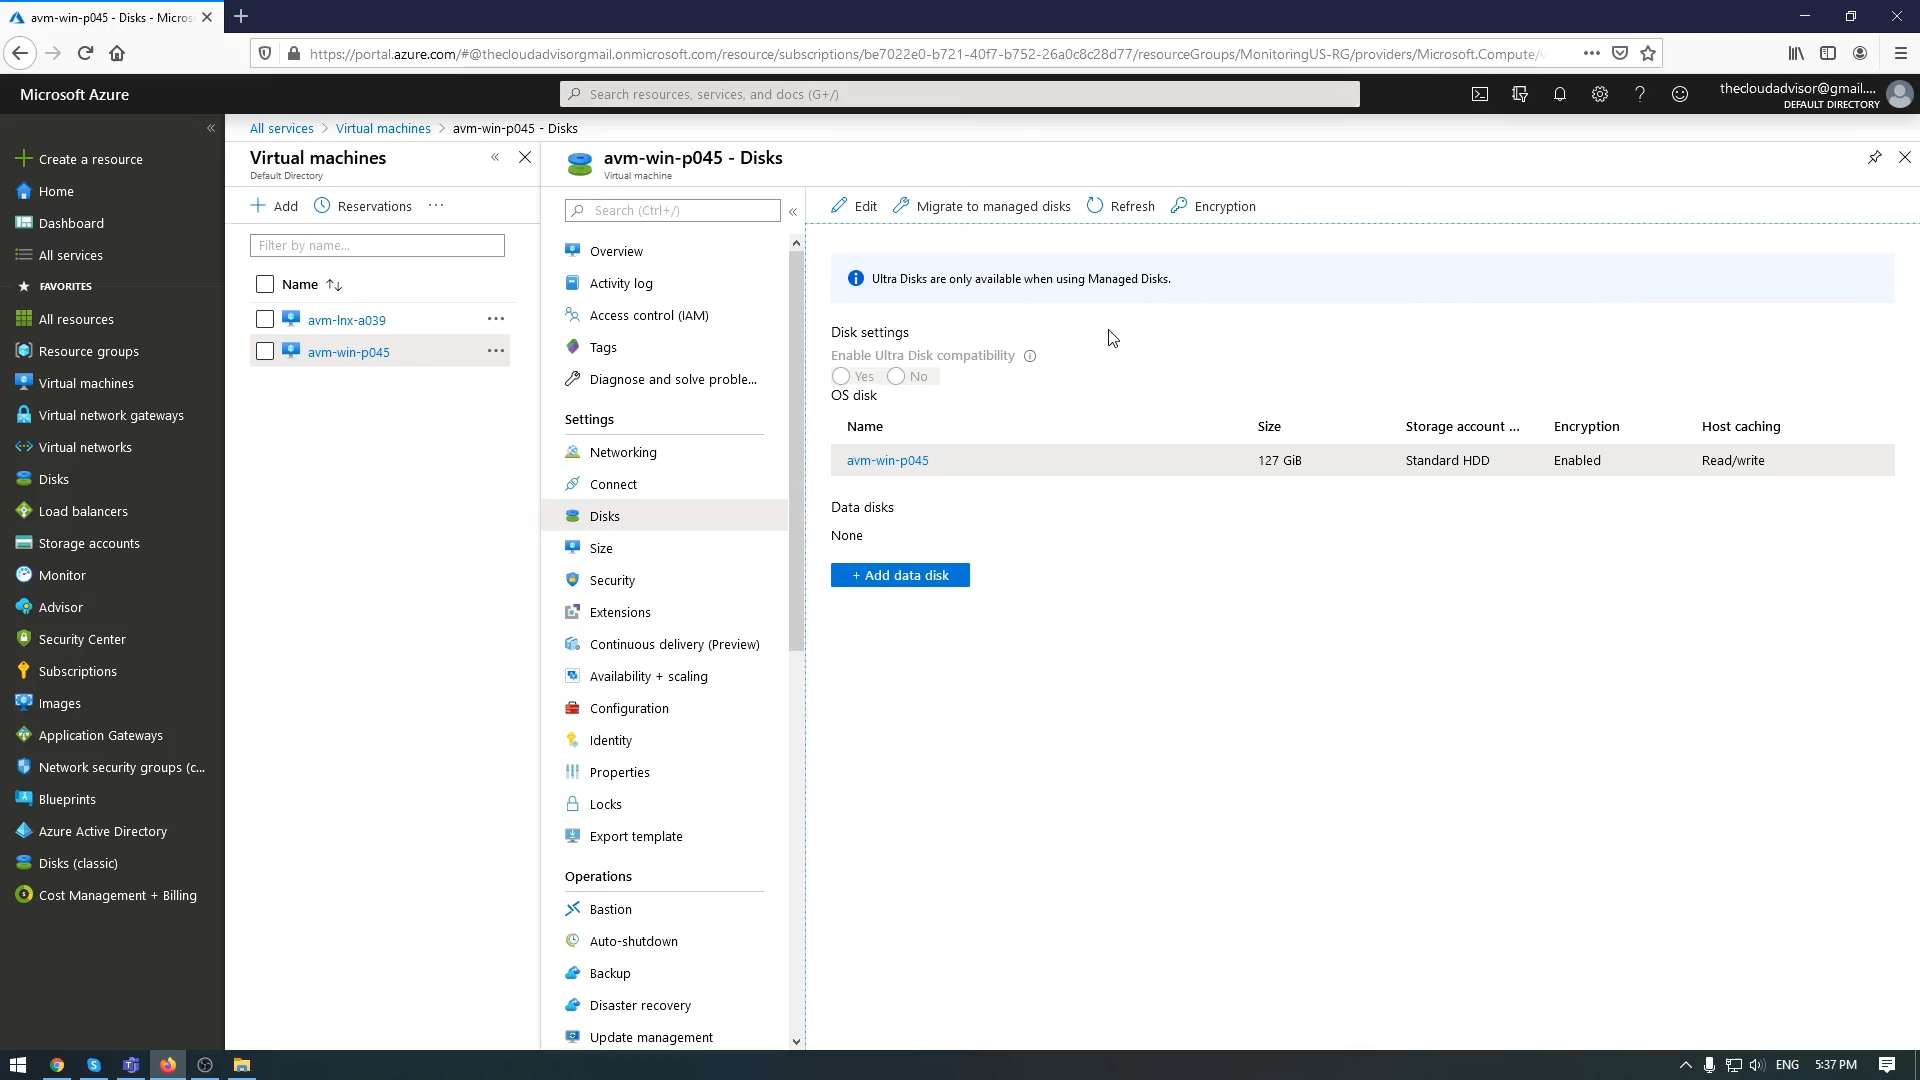 avm-win-p045 - Disks - Micros
https://portal.azure.com/#@thecloudadvisorgmail.onmicrosoft.com/resource/subscriptions/be7022e0-b721-40f7-b752-26a0c8c28d77/resourceGroups/MonitoringUS-RG/providers/Microsoft.Compute/
Microsoft Azure
Search resources, services, and docs (G+/)
thecloudadvisor@gmail....
DEFAULT DIRECTORY
Create a resource
Home
Dashboard
All services
FAVORITES
All resources
Resource groups
Virtual machines
Virtual network gateways
Virtual networks
Disks
Load balancers
Storage accounts
Monitor
Advisor
Security Center
Subscriptions
Images
Application Gateways
Network security groups (c...
Blueprints
Azure Active Directory
Disks (classic)
Cost Management + Billing
All services > Virtual machines > avm-win-p045 - Disks
Virtual machines
Default Directory
Add
Reservations
Filter by name...
Name
avm-lnx-a039
avm-win-p045
avm-win-p045 - Disks
Virtual machine
Search (Ctrl+/)
Overview
Activity log
Access control (IAM)
Tags
Diagnose and solve proble...
Settings
Networking
Connect
Disks
Size
Security
Extensions
Continuous delivery (Preview)
Availability + scaling
Configuration
Identity
Properties
Locks
Export template
Operations
Bastion
Auto-shutdown
Backup
Disaster recovery
Update management
Edit
Migrate to managed disks
Refresh
Encryption
Ultra Disks are only available when using Managed Disks.
Disk settings
Enable Ultra Disk compatibility
Yes No
OS disk
Name Size Storage account ... Encryption Host caching
avm-win-p045 127 GiB Standard HDD Enabled Read/write
Data disks
None
+ Add data disk
ENG 5:37 PM